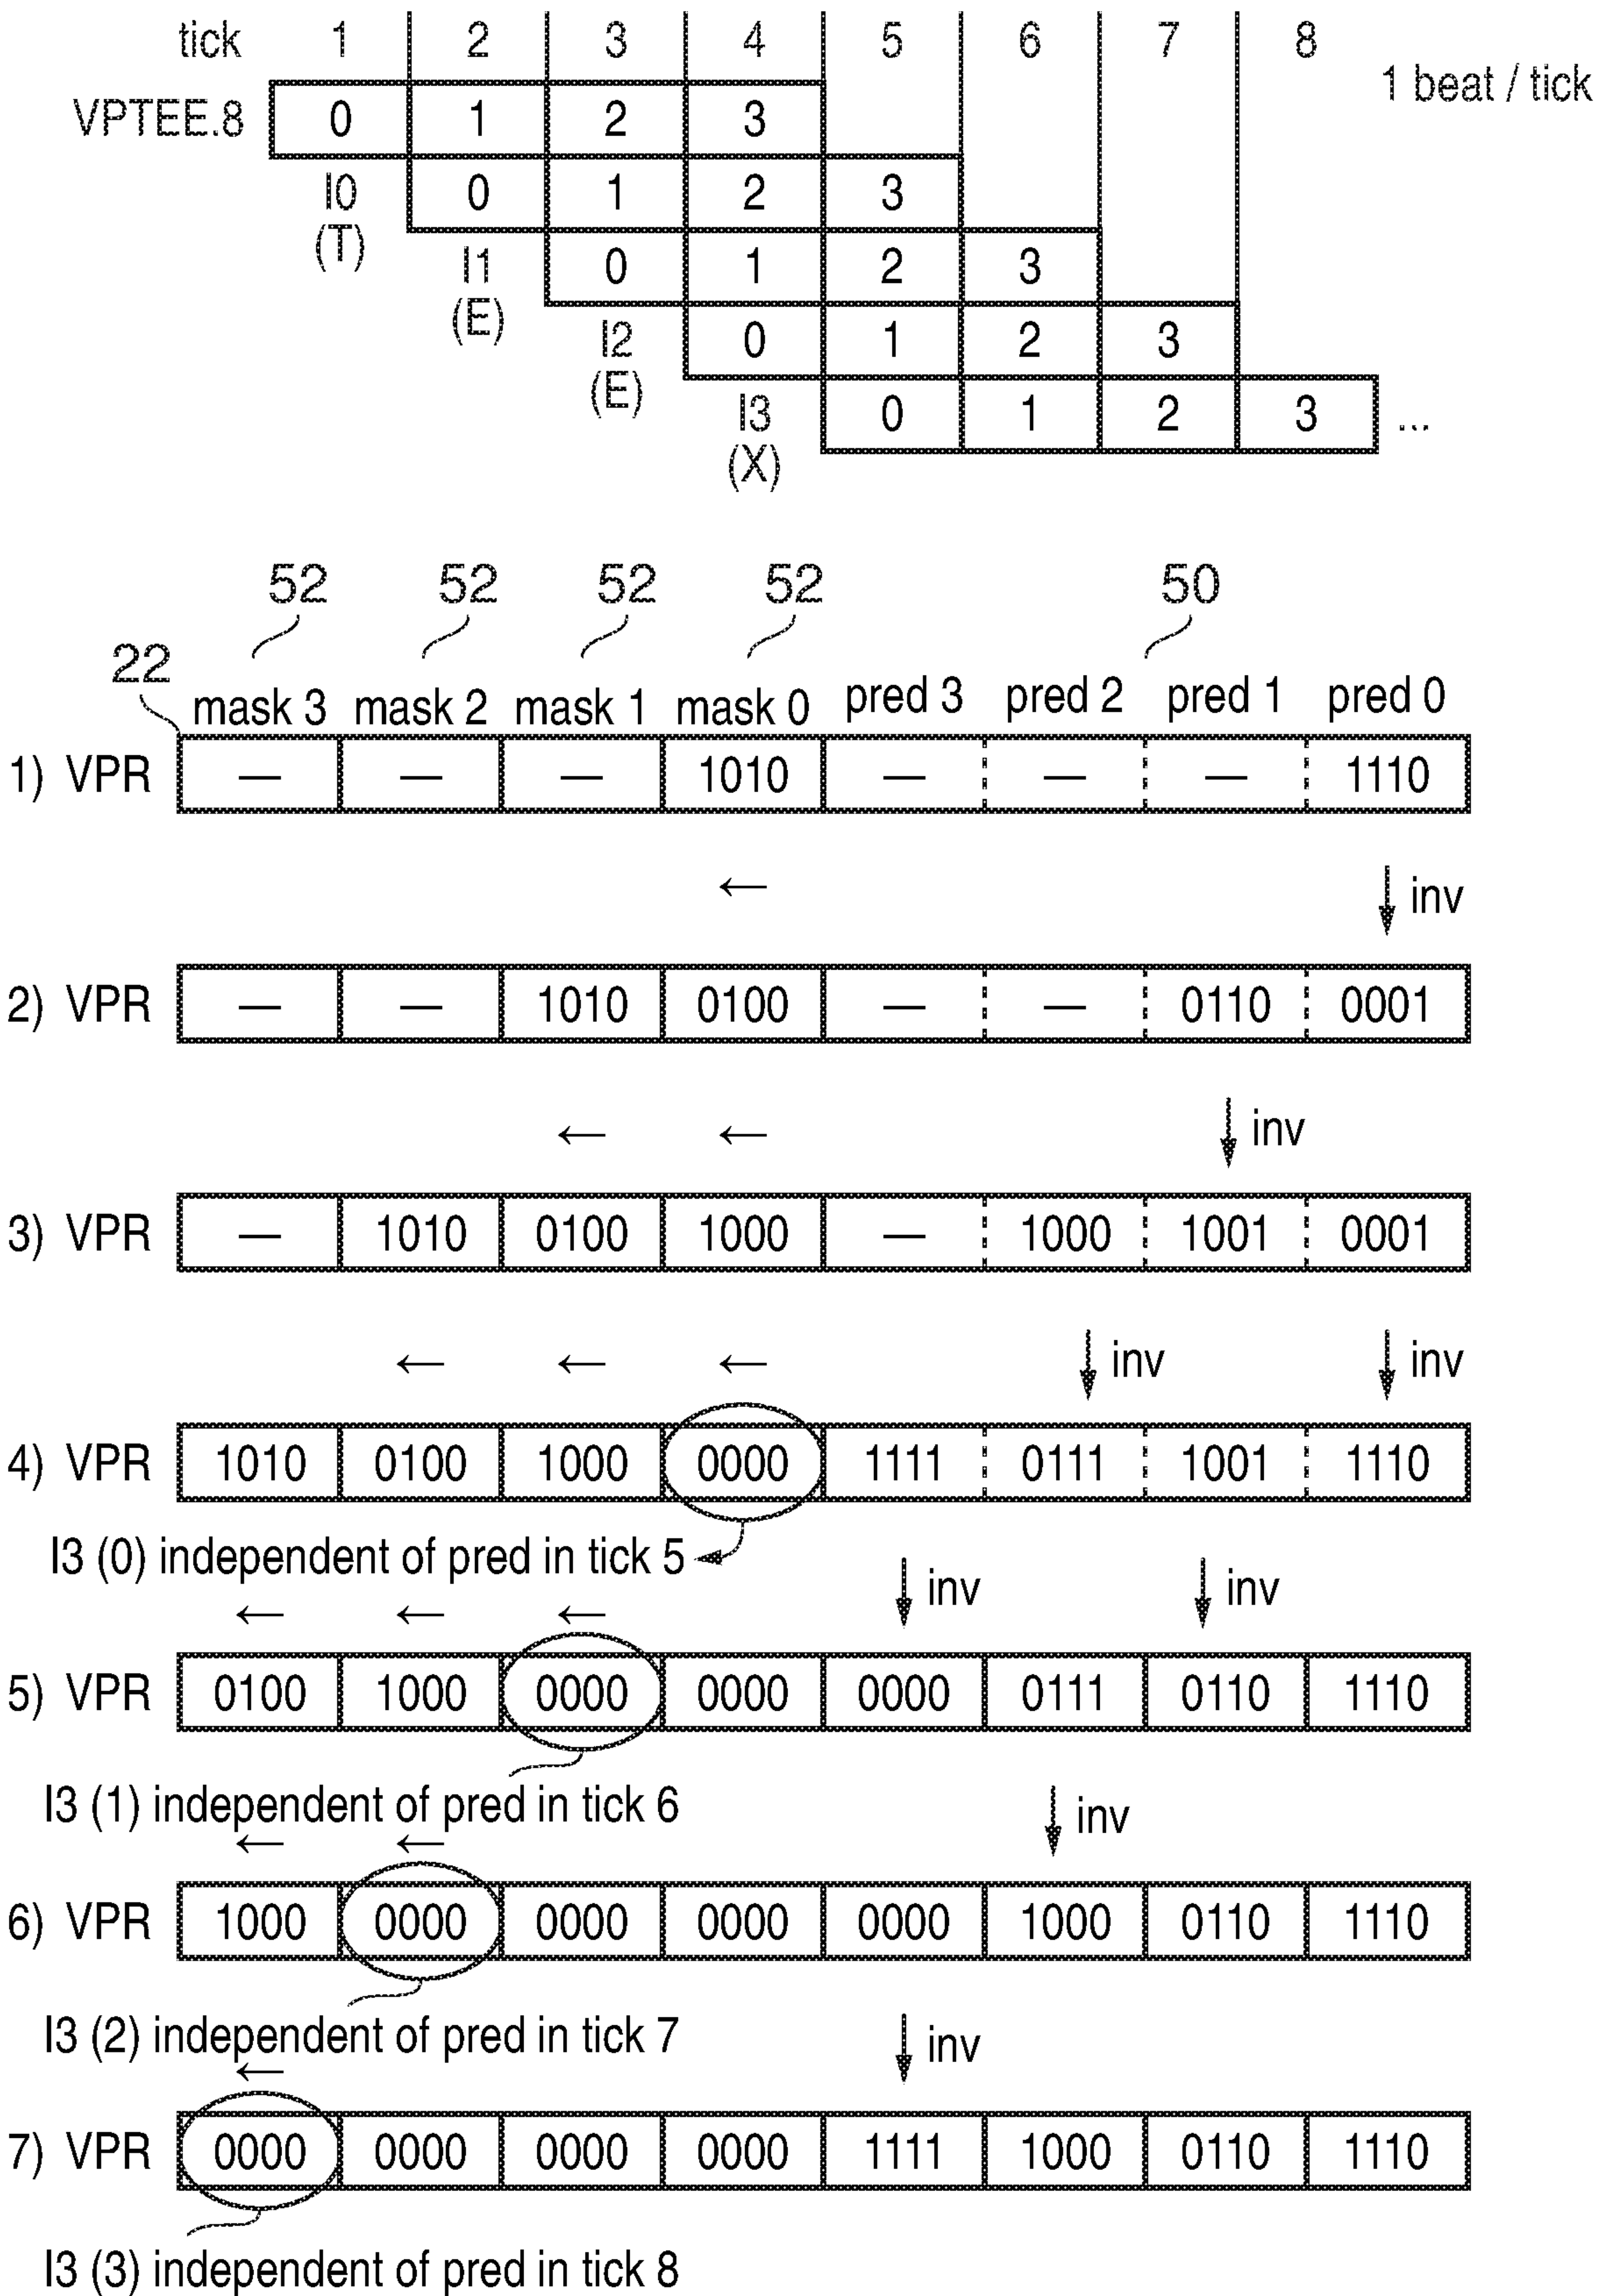 tick 1 2 3 4 5 6 7 8
1 beat / tick
VPTEE.8 0 1 2 3
I0 0 1 2 3
(T)
I1 0 1 2 3
(E)
I2 0 1 2 3
(E)
I3 0 1 2 3 ...
(X)
52 52 52 52 50
22
mask 3 mask 2 mask 1 mask 0 pred 3 pred 2 pred 1 pred 0
1) VPR — — — 1010 — — — 1110
← inv
2) VPR — — 1010 0100 — — 0110 0001
← ← inv
3) VPR — 1010 0100 1000 — 1000 1001 0001
← ← ← inv inv
4) VPR 1010 0100 1000 0000 1111 0111 1001 1110
I3 (0) independent of pred in tick 5
← ← ← inv inv
5) VPR 0100 1000 0000 0000 0000 0111 0110 1110
I3 (1) independent of pred in tick 6
← ← inv
6) VPR 1000 0000 0000 0000 0000 1000 0110 1110
I3 (2) independent of pred in tick 7
← inv
7) VPR 0000 0000 0000 0000 1111 1000 0110 1110
I3 (3) independent of pred in tick 8